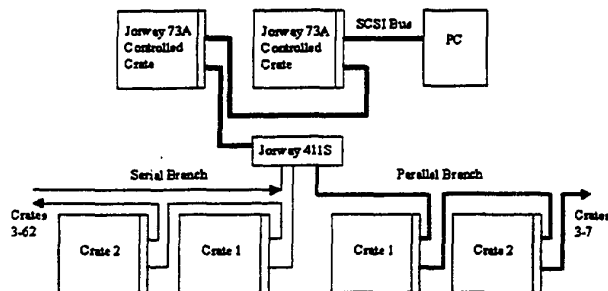 Jorway 73A
Controlled
Crate
Jorway 73A
Controlled
Crate
SCSI Bus
PC
Jorway 411S
Serial Branch
Parallel Branch
Crates
3-62
Crate 2
Crate 1
Crate 1
Crate 2
Crates
3-7